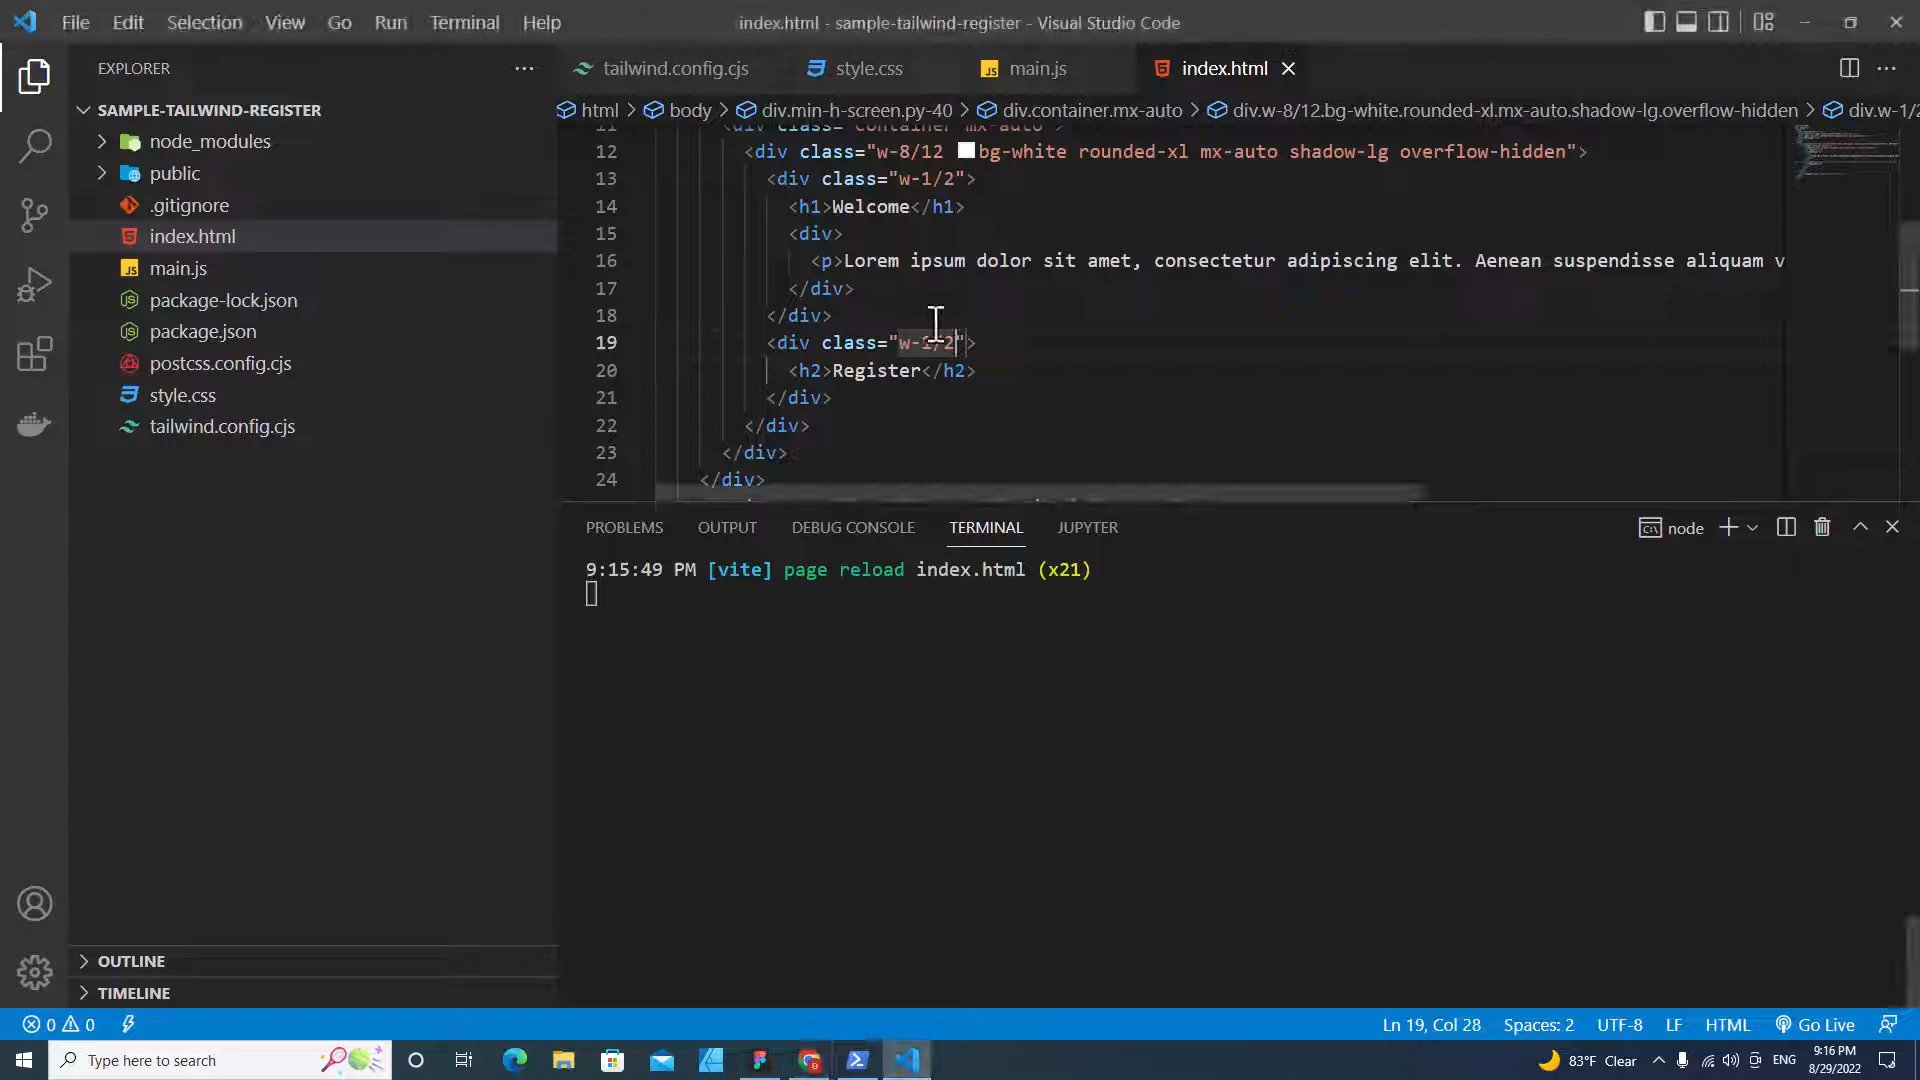 File Edit Selection View Go Run Terminal Help
index.html - sample-tailwind-register - Visual Studio Code
EXPLORER
SAMPLE-TAILWIND-REGISTER
node_modules
public
.gitignore
index.html
main.js
package-lock.json
package.json
postcss.config.cjs
style.css
tailwind.config.cjs
OUTLINE
TIMELINE
tailwind.config.cjs style.css main.js index.html
html > body > div.min-h-screen.py-40 > div.container.mx-auto > div.w-8/12.bg-white.rounded-xl.mx-auto.shadow-lg.overflow-hidden > div.w-1/2
11 <div class="container mx-auto">
12 <div class="w-8/12 bg-white rounded-xl mx-auto shadow-lg overflow-hidden">
13 <div class="w-1/2">
14 <h1>Welcome</h1>
15 <div>
16 <p>Lorem ipsum dolor sit amet, consectetur adipiscing elit. Aenean suspendisse aliquam v
17 </div>
18 </div>
19 <div class="w-1/2">
20 <h2>Register</h2>
21 </div>
22 </div>
23 </div>
24 </div>
PROBLEMS OUTPUT DEBUG CONSOLE TERMINAL JUPYTER
node
9:15:49 PM [vite] page reload index.html (x21)
0 0
Ln 19, Col 28 Spaces: 2 UTF-8 LF HTML Go Live
Type here to search
83°F Clear
ENG
9:16 PM
8/29/2022